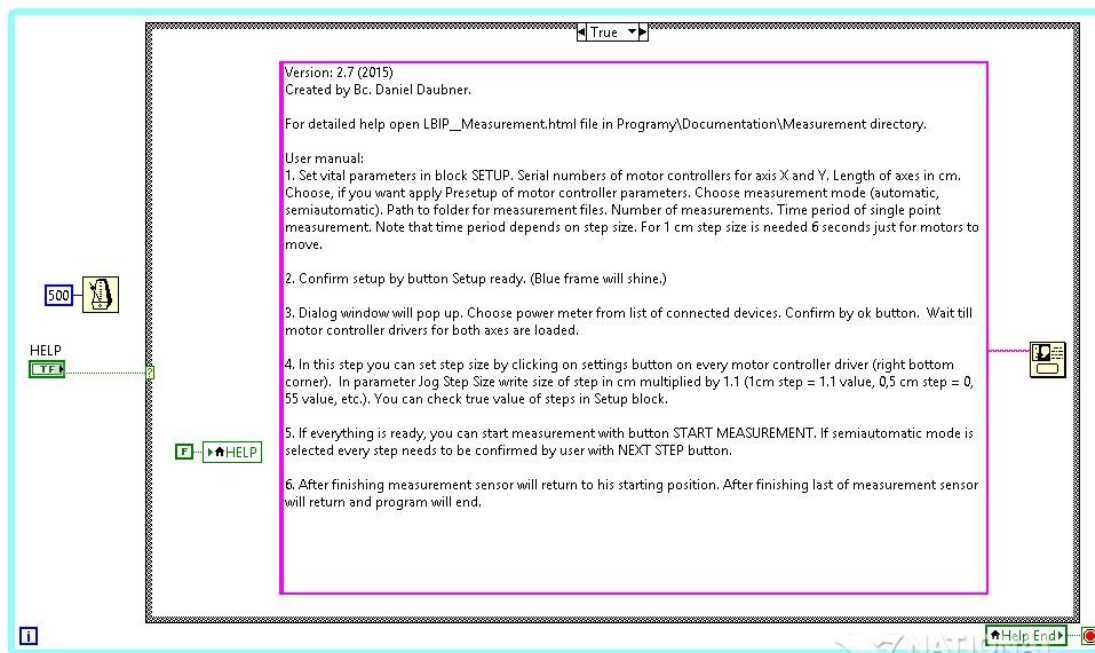 True
Version: 2.7 (2015)
Created by Bc. Daniel Daubner.
For detailed help open LBIP__Measurement.html file in Programy\Documentation\Measurement directory.
User manual:
1. Set vital parameters in block SETUP. Serial numbers of motor controllers for axis X and Y. Length of axes in cm.
Choose, if you want apply Presetup of motor controller parameters. Choose measurement mode (automatic,
semiautomatic). Path to folder for measurement files. Number of measurements. Time period of single point
measurement. Note that time period depends on step size. For 1 cm step size is needed 6 seconds just for motors to
move.
2. Confirm setup by button Setup ready. (Blue frame will shine.)
3. Dialog window will pop up. Choose power meter from list of connected devices. Confirm by ok button.  Wait till
motor controller drivers for both axes are loaded.
4. In this step you can set step size by clicking on settings button on every motor controller driver (right bottom
corner).  In parameter Jog Step Size write size of step in cm multiplied by 1.1 (1cm step = 1.1 value, 0,5 cm step = 0,
55 value, etc.). You can check true value of steps in Setup block.
5. If everything is ready, you can start measurement with button START MEASUREMENT. If semiautomatic mode is
selected every step needs to be confirmed by user with NEXT STEP button.
6. After finishing measurement sensor will return to his starting position. After finishing last of measurement sensor
will return and program will end.
500
HELP
TF
?
F
HELP
i
Help End
NATIONAL